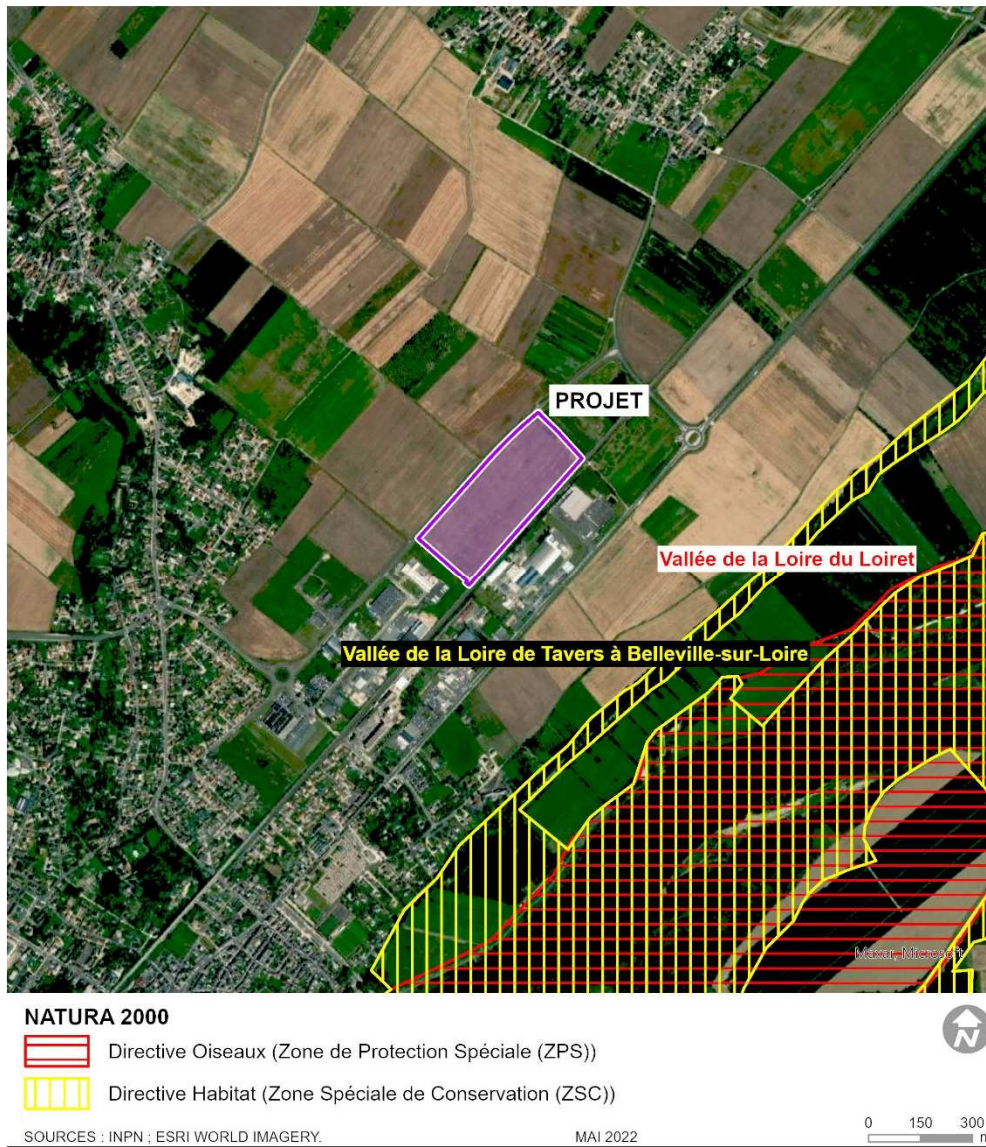 PROJET
Vallée de la Loire du Loiret
Vallée de la Loire de Tavers à Belleville-sur-Loire
Maxar, Microsoft
NATURA 2000
N
Directive Oiseaux (Zone de Protection Spéciale (ZPS))
Directive Habitat (Zone Spéciale de Conservation (ZSC))
SOURCES : INPN ; ESRI WORLD IMAGERY.
MAI 2022
0 150 300